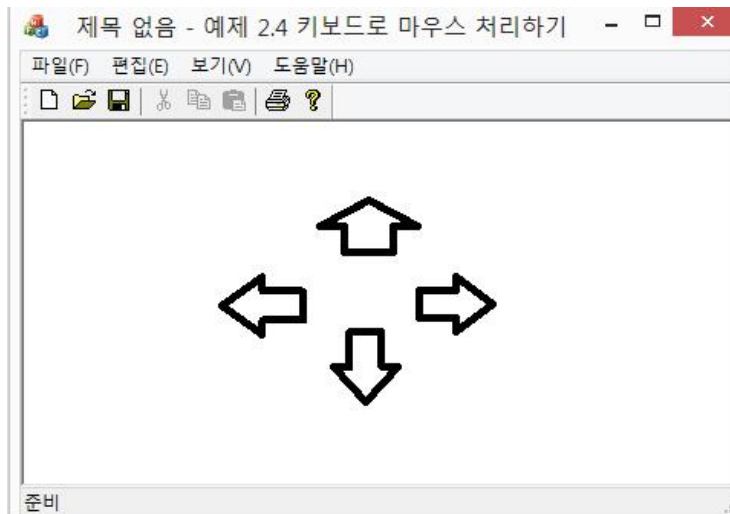 제목 없음 - 예제 2.4 키보드로 마우스 처리하기
파일(F) 편집(E) 보기(V) 도움말(H)
준비